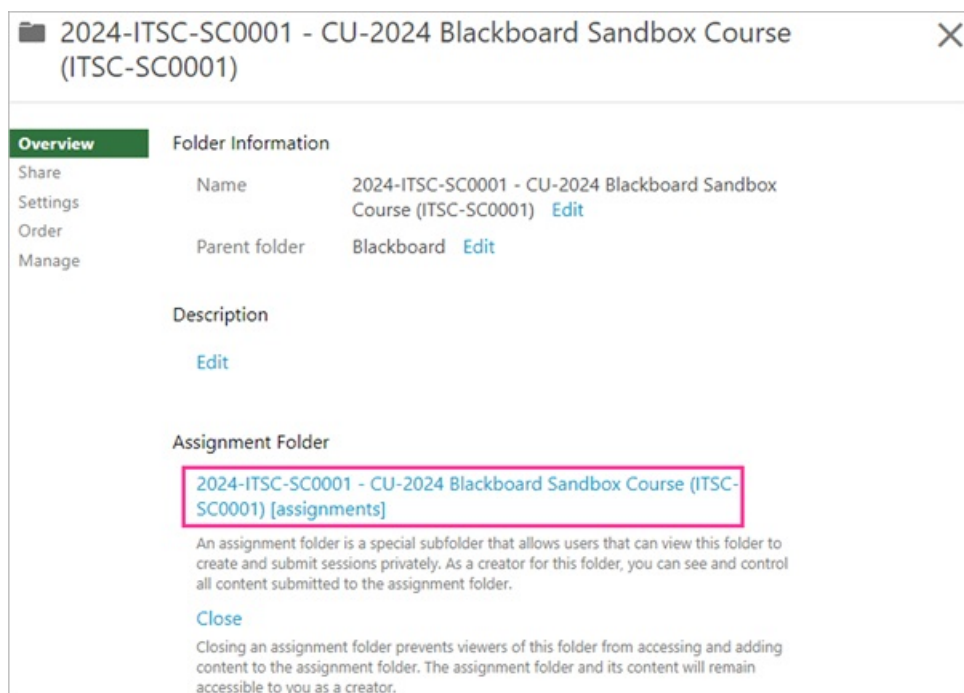 2024-ITSC-SC0001 - CU-2024 Blackboard Sandbox Course
(ITSC-SC0001)
Overview
Share
Settings
Order
Manage
Folder Information
Name
2024-ITSC-SC0001 - CU-2024 Blackboard Sandbox
Course (ITSC-SC0001) Edit
Parent folder
Blackboard Edit
Description
Edit
Assignment Folder
2024-ITSC-SC0001 - CU-2024 Blackboard Sandbox Course (ITSC-
SC0001) [assignments]
An assignment folder is a special subfolder that allows users that can view this folder to
create and submit sessions privately. As a creator for this folder, you can see and control
all content submitted to the assignment folder.
Close
Closing an assignment folder prevents viewers of this folder from accessing and adding
content to the assignment folder. The assignment folder and its content will remain
accessible to you as a creator.